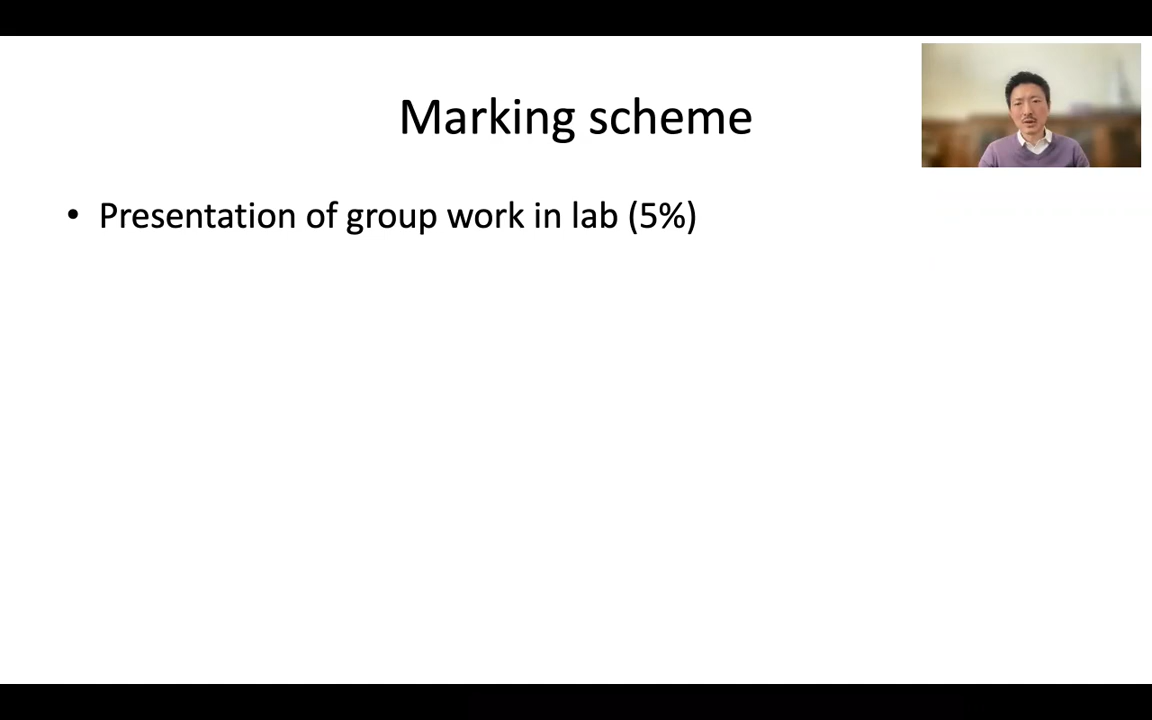 Marking scheme
• Presentation of group work in lab (5%)